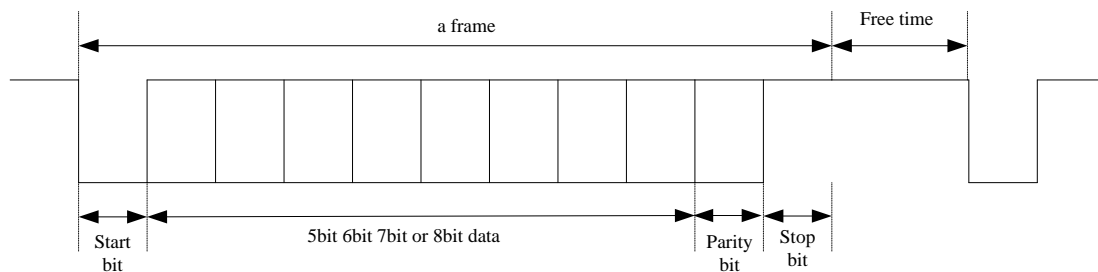 a frame
Free time
Start
bit
5bit 6bit 7bit or 8bit data
Parity
bit
Stop
bit